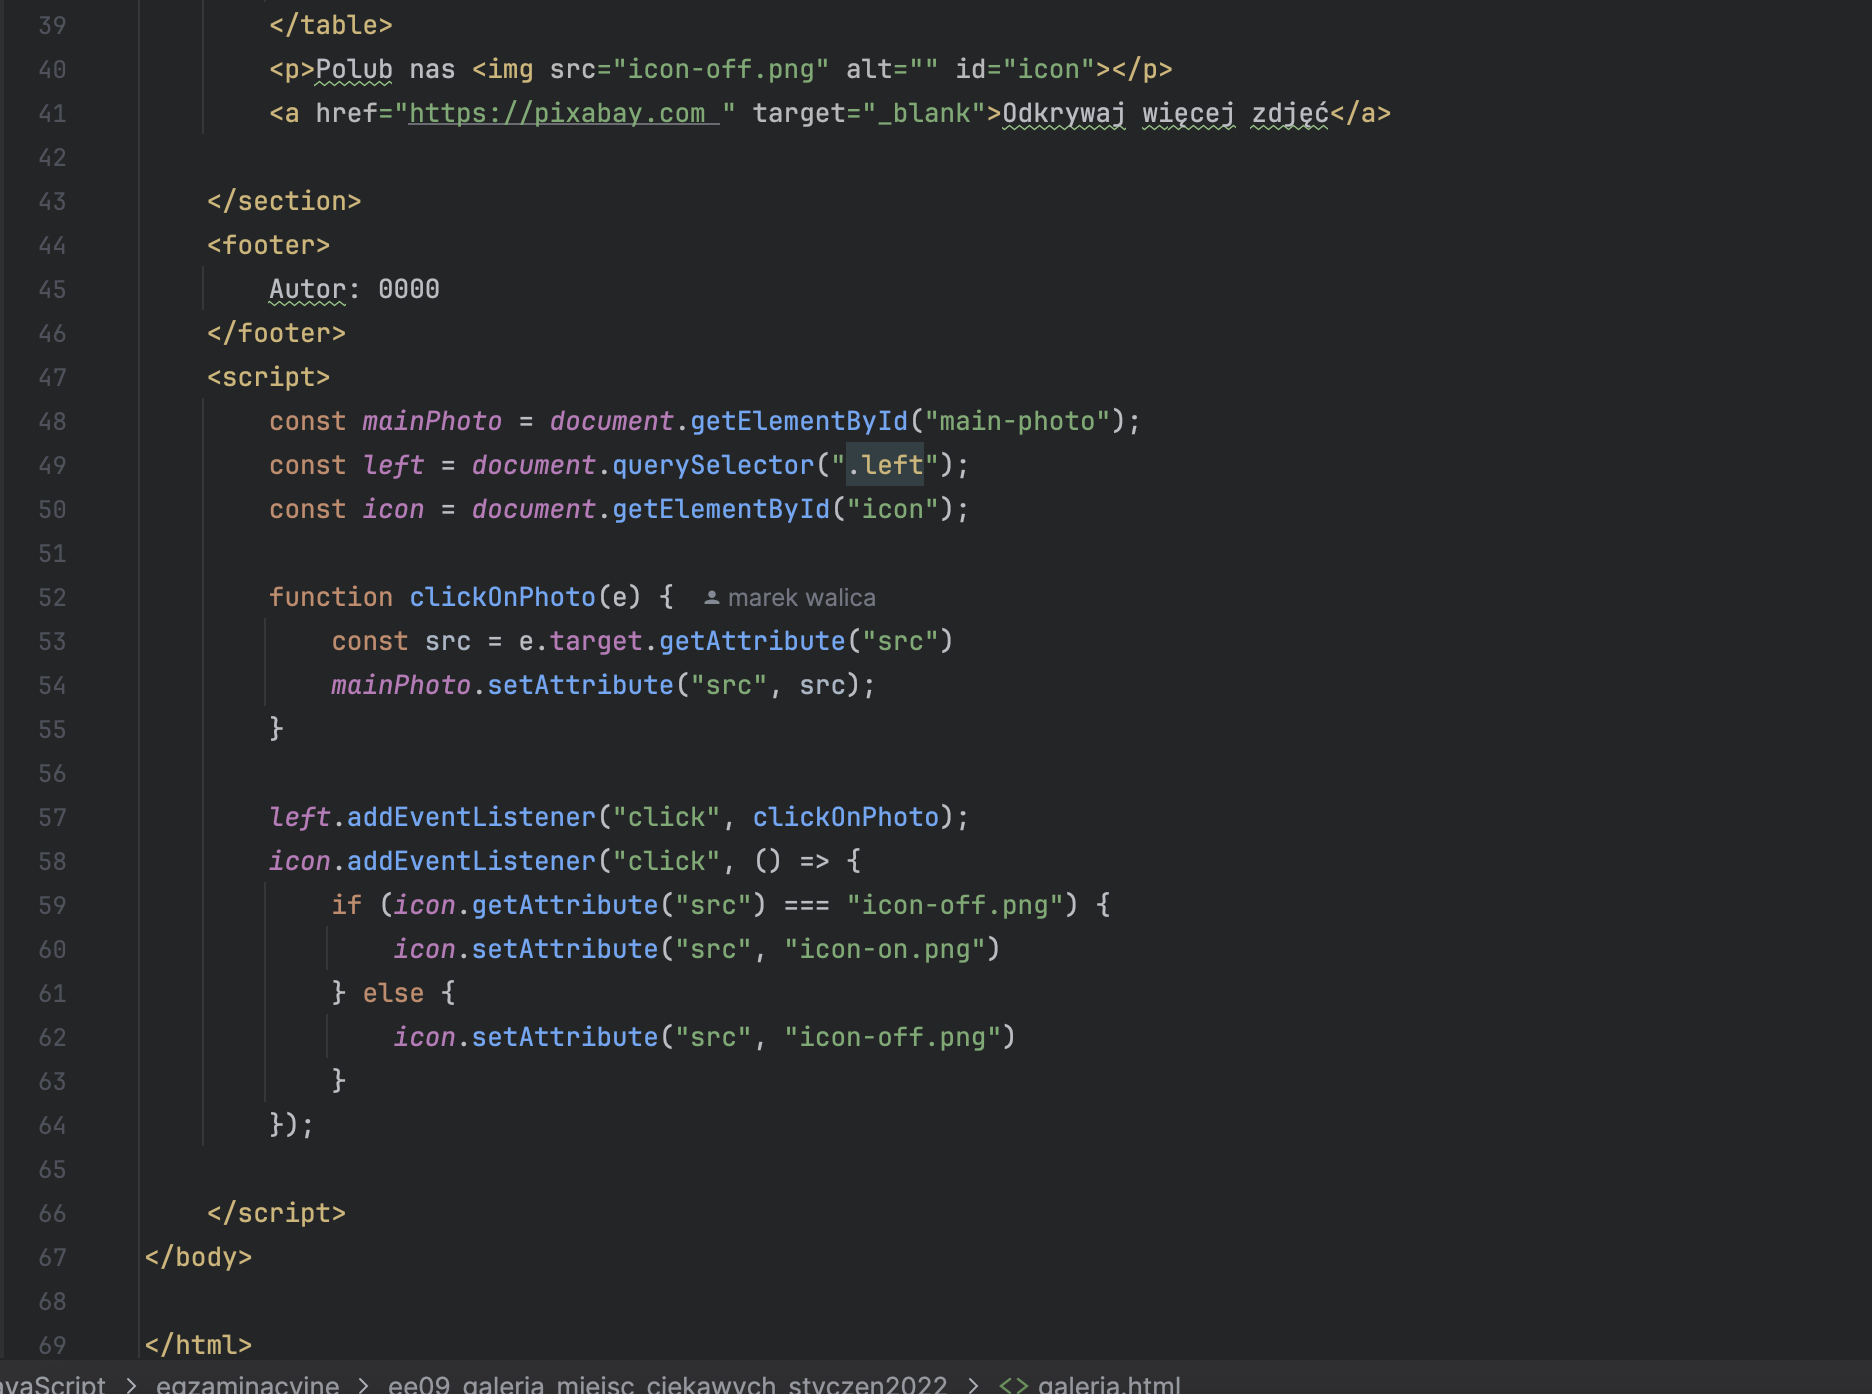 39 </table>
40 <p>Polub nas <img src="icon-off.png" alt="" id="icon"></p>
41 <a href="https://pixabay.com " target="_blank">Odkrywaj więcej zdjęć</a>
42
43 </section>
44 <footer>
45 Autor: 0000
46 </footer>
47 <script>
48 const mainPhoto = document.getElementById("main-photo");
49 const left = document.querySelector(".left");
50 const icon = document.getElementById("icon");
51
52 function clickOnPhoto(e) { marek walica
53 const src = e.target.getAttribute("src")
54 mainPhoto.setAttribute("src", src);
55 }
56
57 left.addEventListener("click", clickOnPhoto);
58 icon.addEventListener("click", () => {
59 if (icon.getAttribute("src") === "icon-off.png") {
60 icon.setAttribute("src", "icon-on.png")
61 } else {
62 icon.setAttribute("src", "icon-off.png")
63 }
64 });
65
66 </script>
67 </body>
68
69 </html>
avaScript > egzaminacyjne > ee09_galeria_miejsc_ciekawych_styczen2022 > <> galeria.html